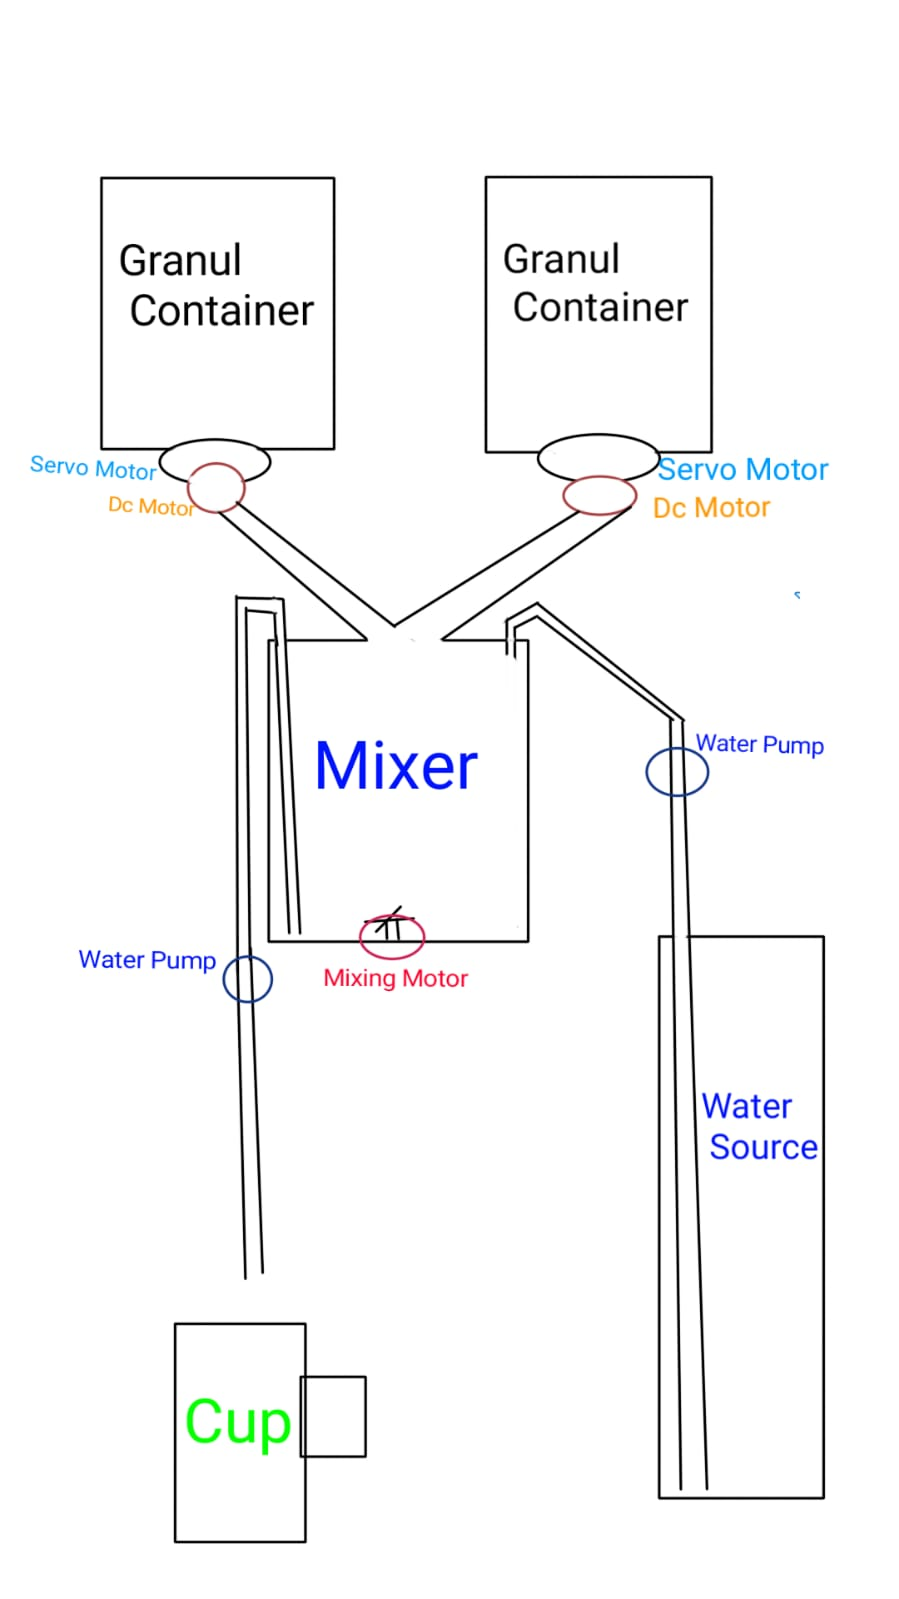 Granul
Container
Granul
Container
Servo Motor
Dc Motor
Servo Motor
Dc Motor
Mixer
Water Pump
Water Pump
Mixing Motor
Water
Source
Cup